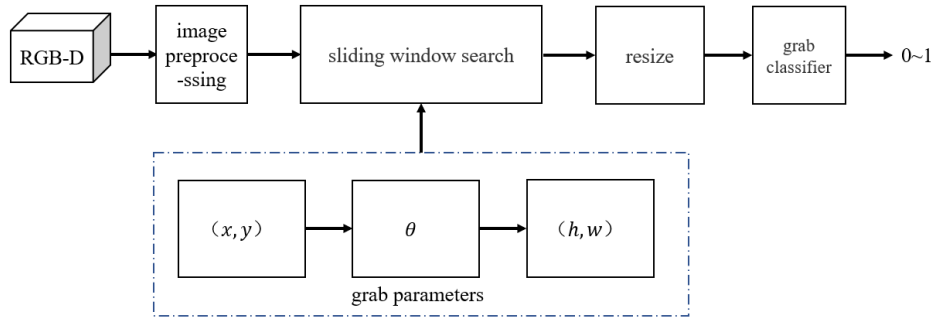 RGB-D
image
preproce
-ssing
sliding window search
resize
grab
classifier
0~1
（x,y）
θ
（h,w）
grab parameters